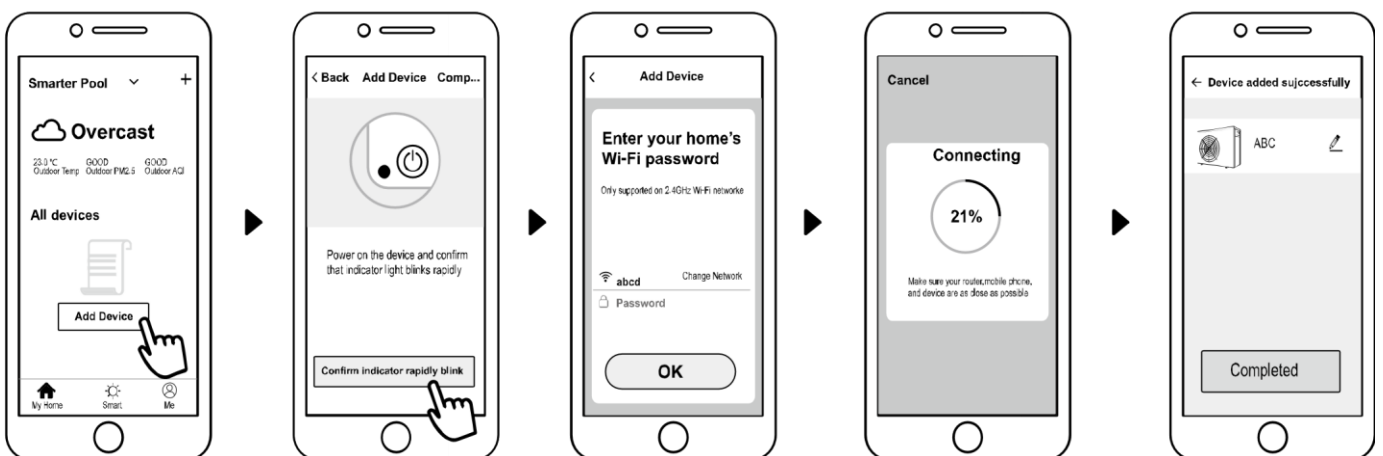 Smarter Pool
+
Overcast
23.0 °C GOOD GOOD
Outdoor Temp Outdoor PM2.5 Outdoor AQI
All devices
Add Device
My Home Smart Me
< Back Add Device Comp...
Power on the device and confirm
that indicator light blinks rapidly
Confirm indicator rapidly blink
< Add Device
Enter your home's
Wi-Fi password
Only supported on 2.4GHz Wi-Fi networke
abcd Change Network
Password
OK
Cancel
Connecting
21%
Make sure your router,mobile phone,
and device are as close as possible
← Device added sujccessfully
ABC
Completed